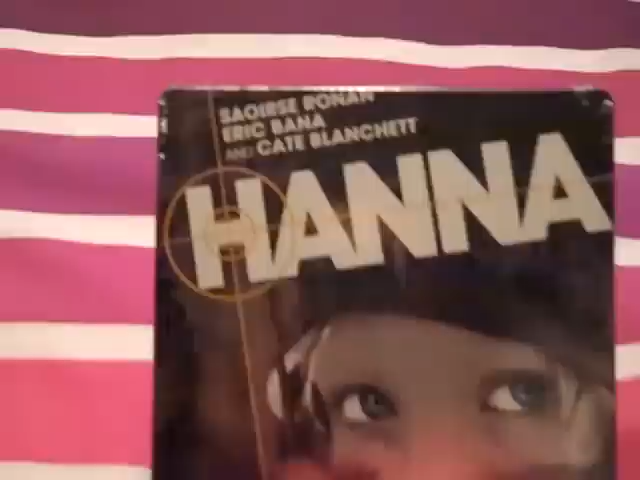 SAOIRSE RONAN
ERIC BANA
AND CATE BLANCHETT
HANNA